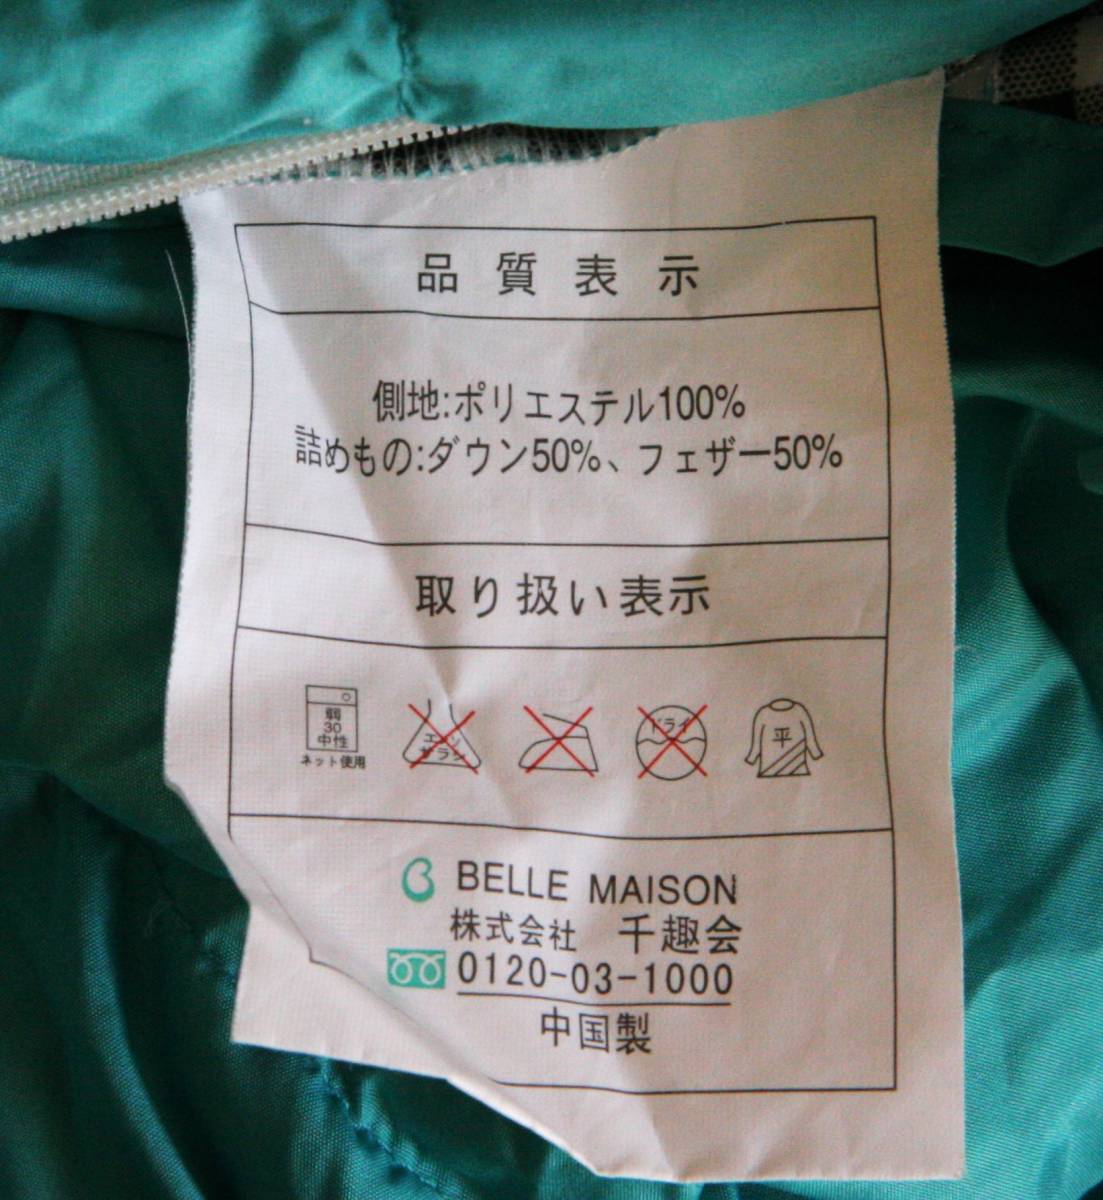 品質表示
側地:ポリエステル100%
詰めもの:ダウン50%、フェザー50%
取り扱い表示
弱
30
中性
ネット使用
エンソ
サラシ
ドライ
平
BELLE MAISON
株式会社 千趣会
0120-03-1000
中国製